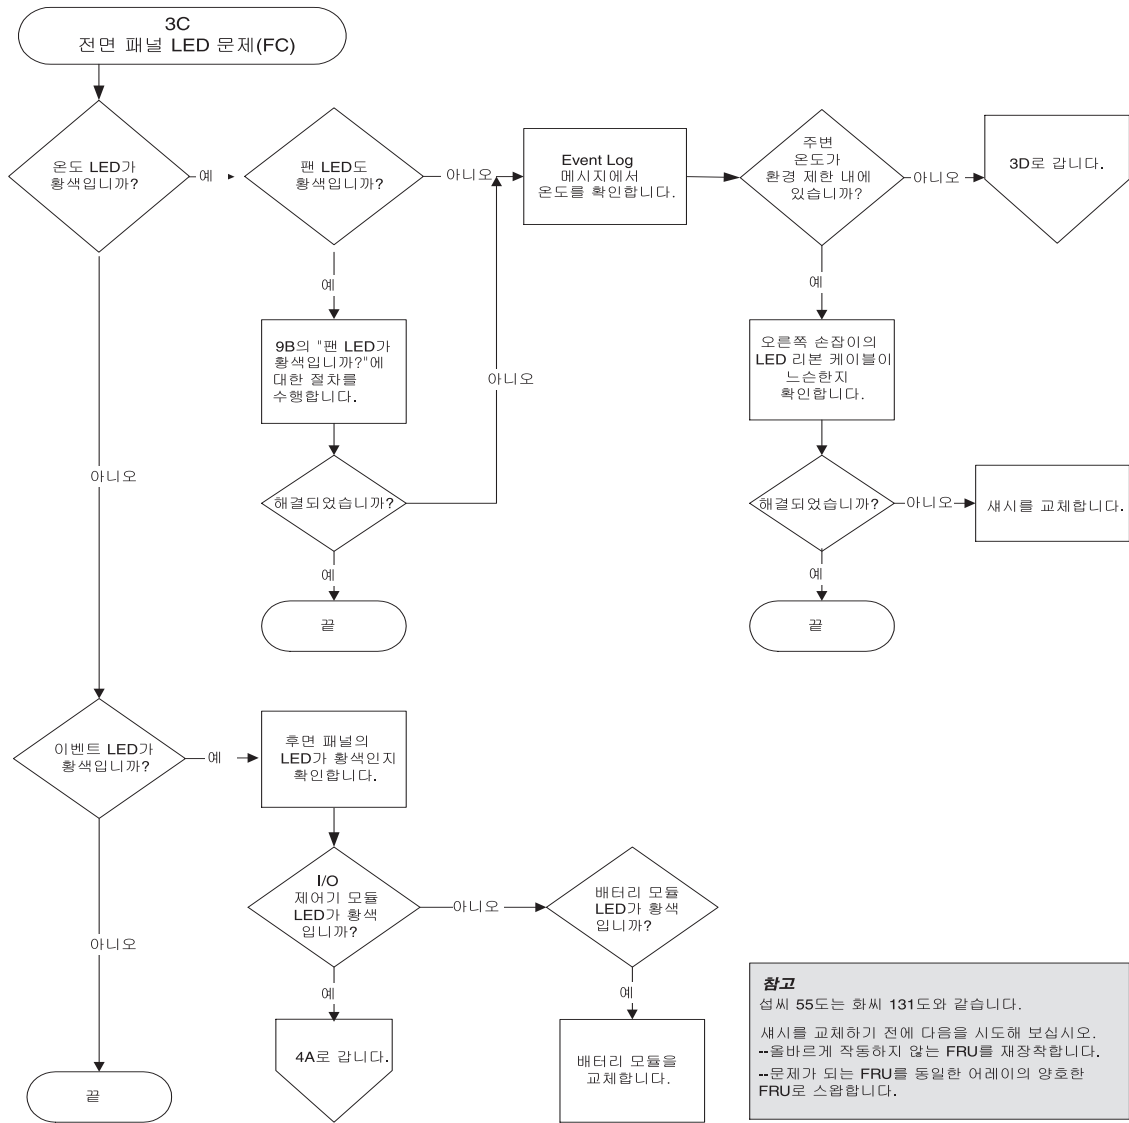 3C
전면 패널 LED 문제(FC)
온도 LED가
황색입니까?
예
팬 LED도
황색입니까?
아니오
Event Log
메시지에서
온도를 확인합니다.
주변
온도가
환경 제한 내에
있습니까?
아니오
3D로 갑니다.
예
9B의 "팬 LED가
황색입니까?"에
대한 절차를
수행합니다.
아니오
예
오른쪽 손잡이의
LED 리본 케이블이
느슨한지
확인합니다.
아니오
해결되었습니까?
해결되었습니까?
아니오
섀시를 교체합니다.
예
끝
예
끝
이벤트 LED가
황색입니까?
예
후면 패널의
LED가 황색인지
확인합니다.
I/O
제어기 모듈
LED가 황색
입니까?
아니오
배터리 모듈
LED가 황색
입니까?
아니오
예
4A로 갑니다.
예
배터리 모듈을
교체합니다.
끝
참고
섭씨 55도는 화씨 131도와 같습니다.
섀시를 교체하기 전에 다음을 시도해 보십시오.
--올바르게 작동하지 않는 FRU를 재장착합니다.
--문제가 되는 FRU를 동일한 어레이의 양호한
FRU로 스왑합니다.